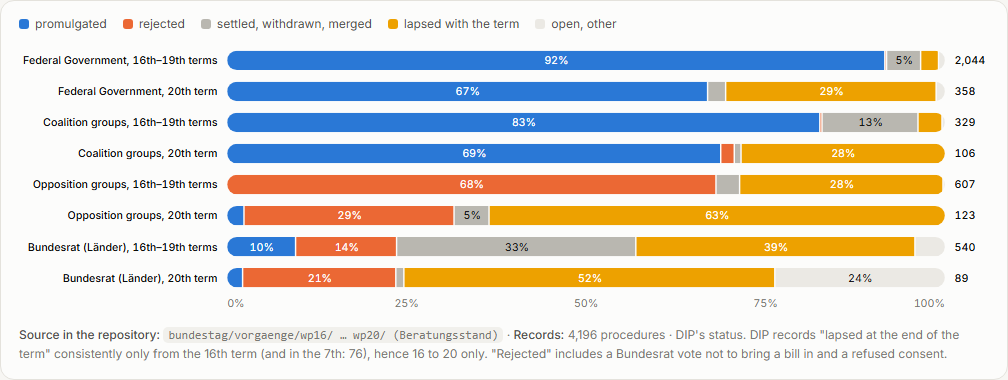 promulgated rejected settled, withdrawn, merged lapsed with the term open, other
Federal Government, 16th–19th terms 92% 5% 2,044
Federal Government, 20th term 67% 29% 358
Coalition groups, 16th–19th terms 83% 13% 329
Coalition groups, 20th term 69% 28% 106
Opposition groups, 16th–19th terms 68% 28% 607
Opposition groups, 20th term 29% 5% 63% 123
Bundesrat (Länder), 16th–19th terms 10% 14% 33% 39% 540
Bundesrat (Länder), 20th term 21% 52% 24% 89
0% 25% 50% 75% 100%
Source in the repository: bundestag/vorgaenge/wp16/ … wp20/ (Beratungsstand) · Records: 4,196 procedures · DIP's status. DIP records "lapsed at the end of the
term" consistently only from the 16th term (and in the 7th: 76), hence 16 to 20 only. "Rejected" includes a Bundesrat vote not to bring a bill in and a refused consent.